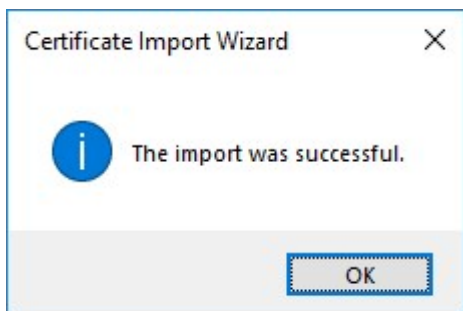 Certificate Import Wizard
The import was successful.
OK